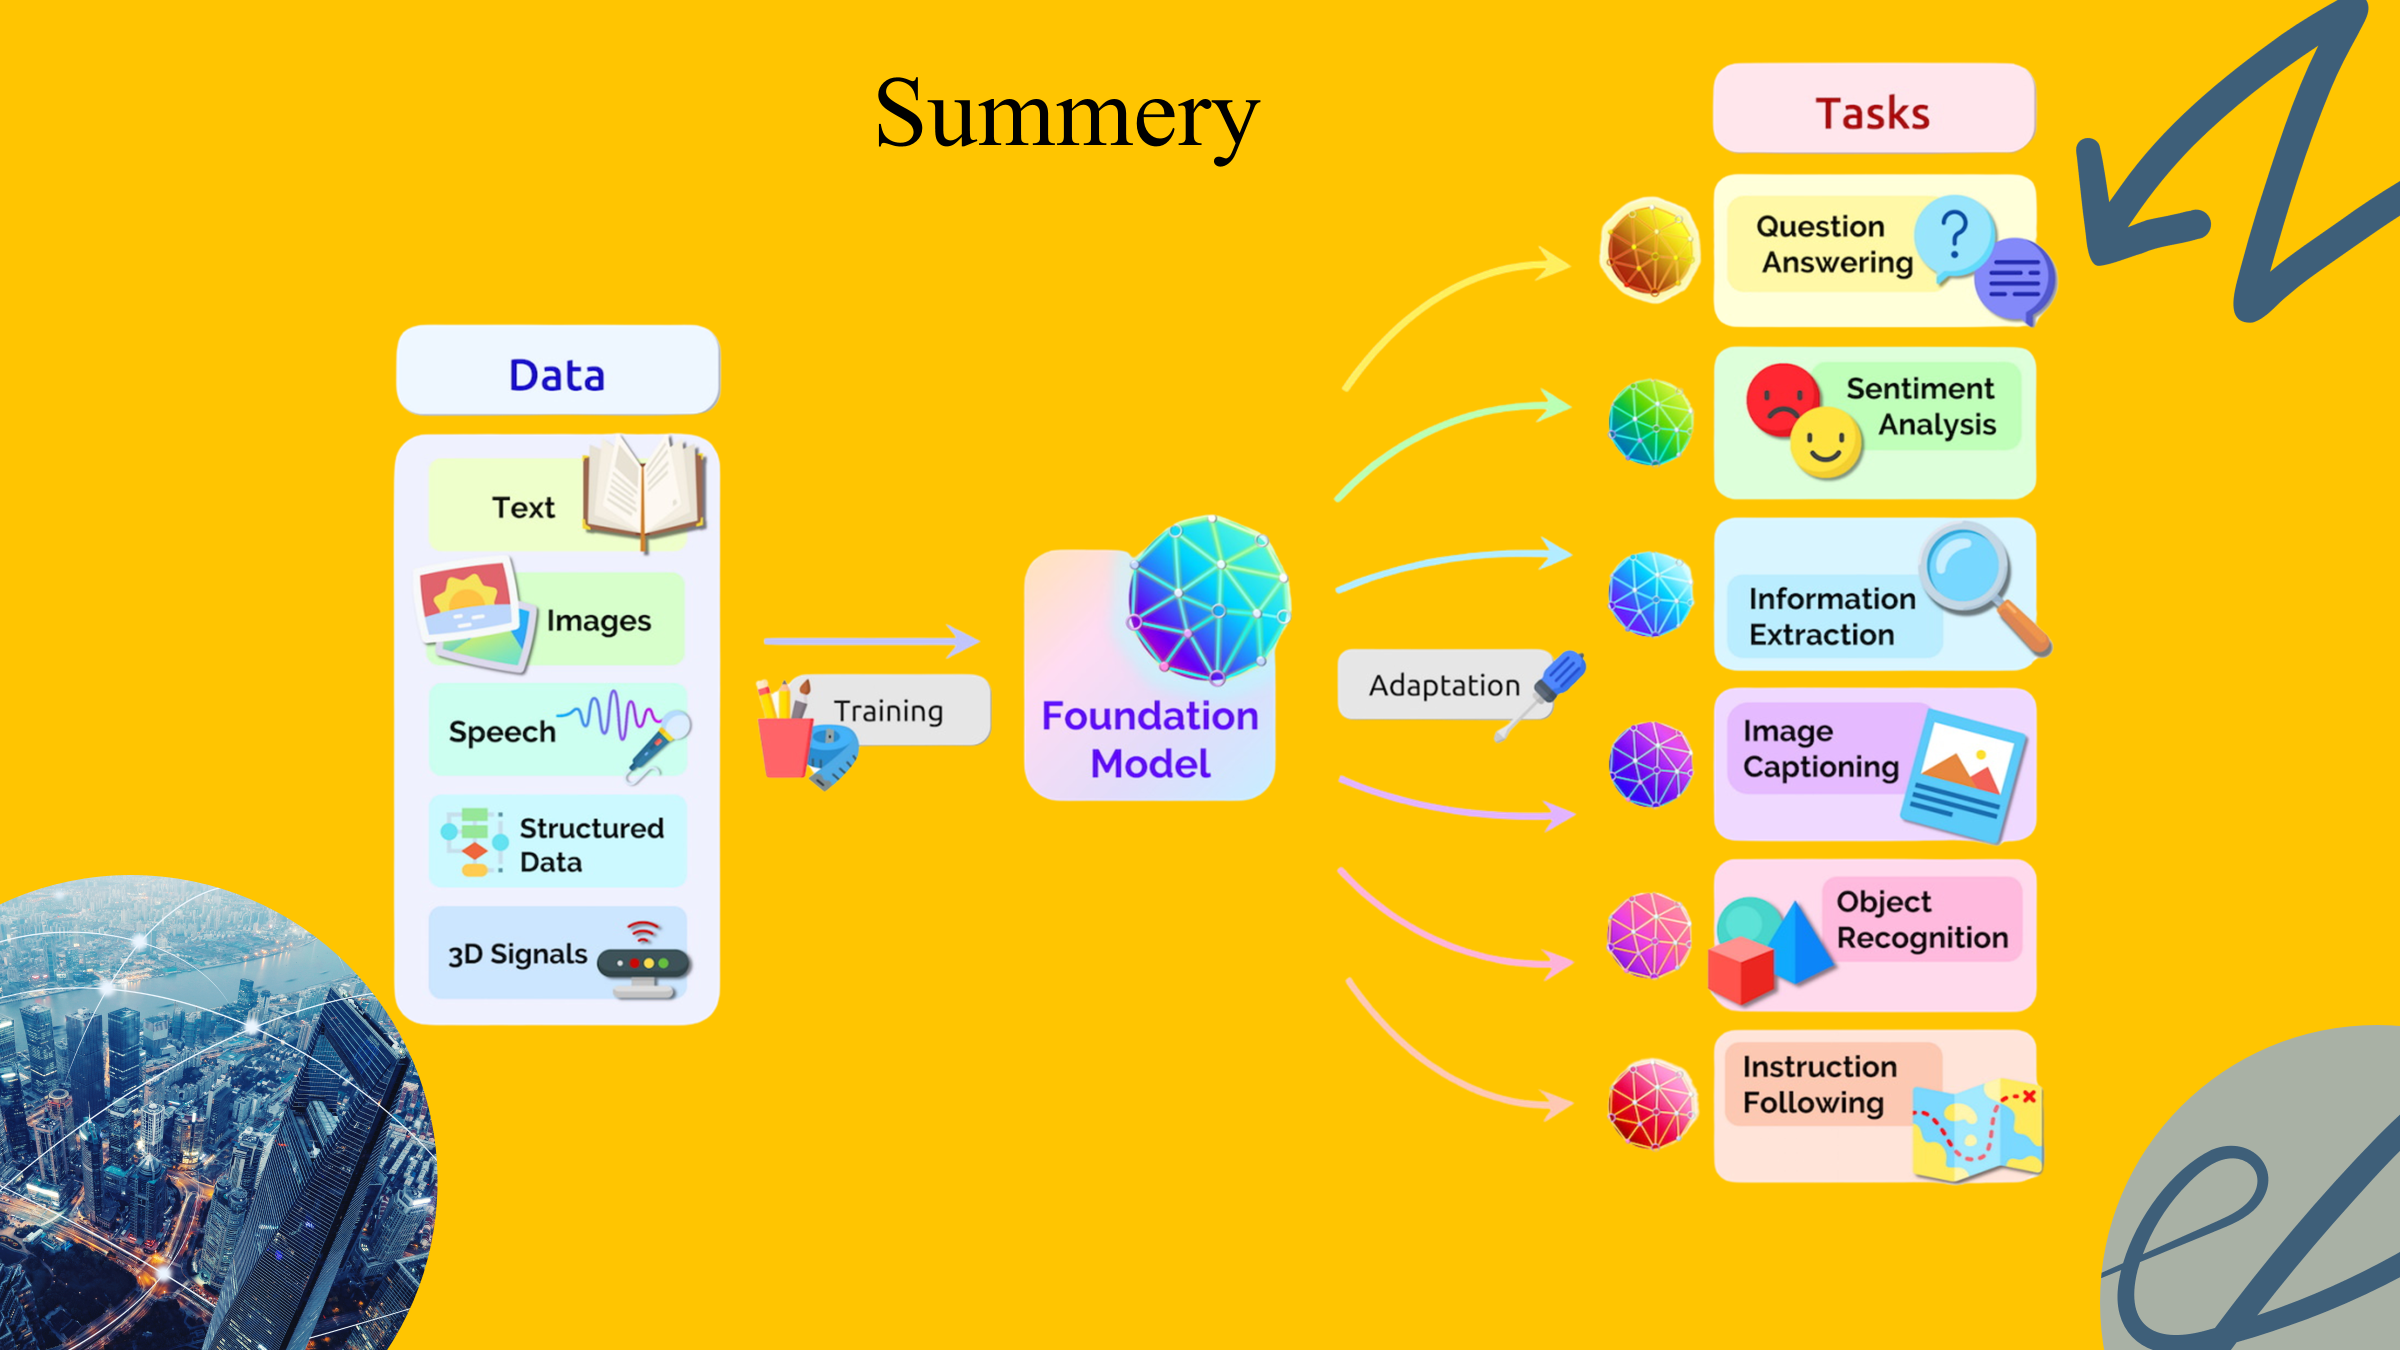 Summery
Data
Text
Images
Speech
Structured
Data
3D Signals
Training
Foundation
Model
Adaptation
Tasks
Question
Answering
?
Sentiment
Analysis
Information
Extraction
Image
Captioning
Object
Recognition
Instruction
Following